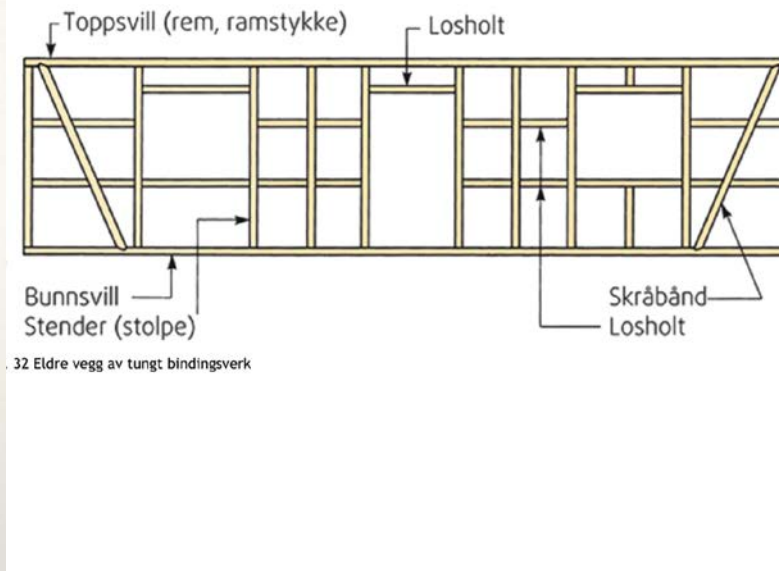 Toppsvill (rem, ramstykke)
Losholt
Bunnsvill
Stender (stolpe)
Skråbånd
Losholt
. 32 Eldre vegg av tungt bindingsverk